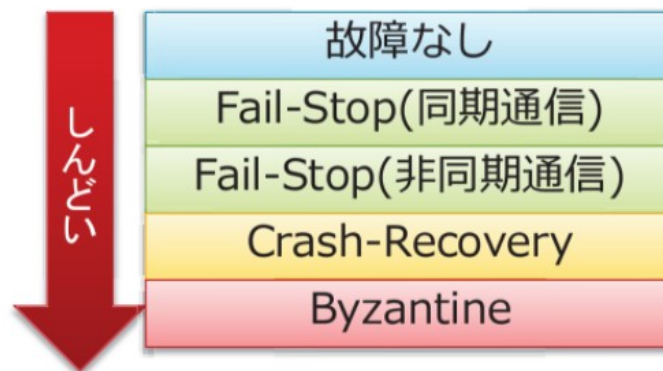 しんどい
故障なし
Fail-Stop(同期通信)
Fail-Stop(非同期通信)
Crash-Recovery
Byzantine